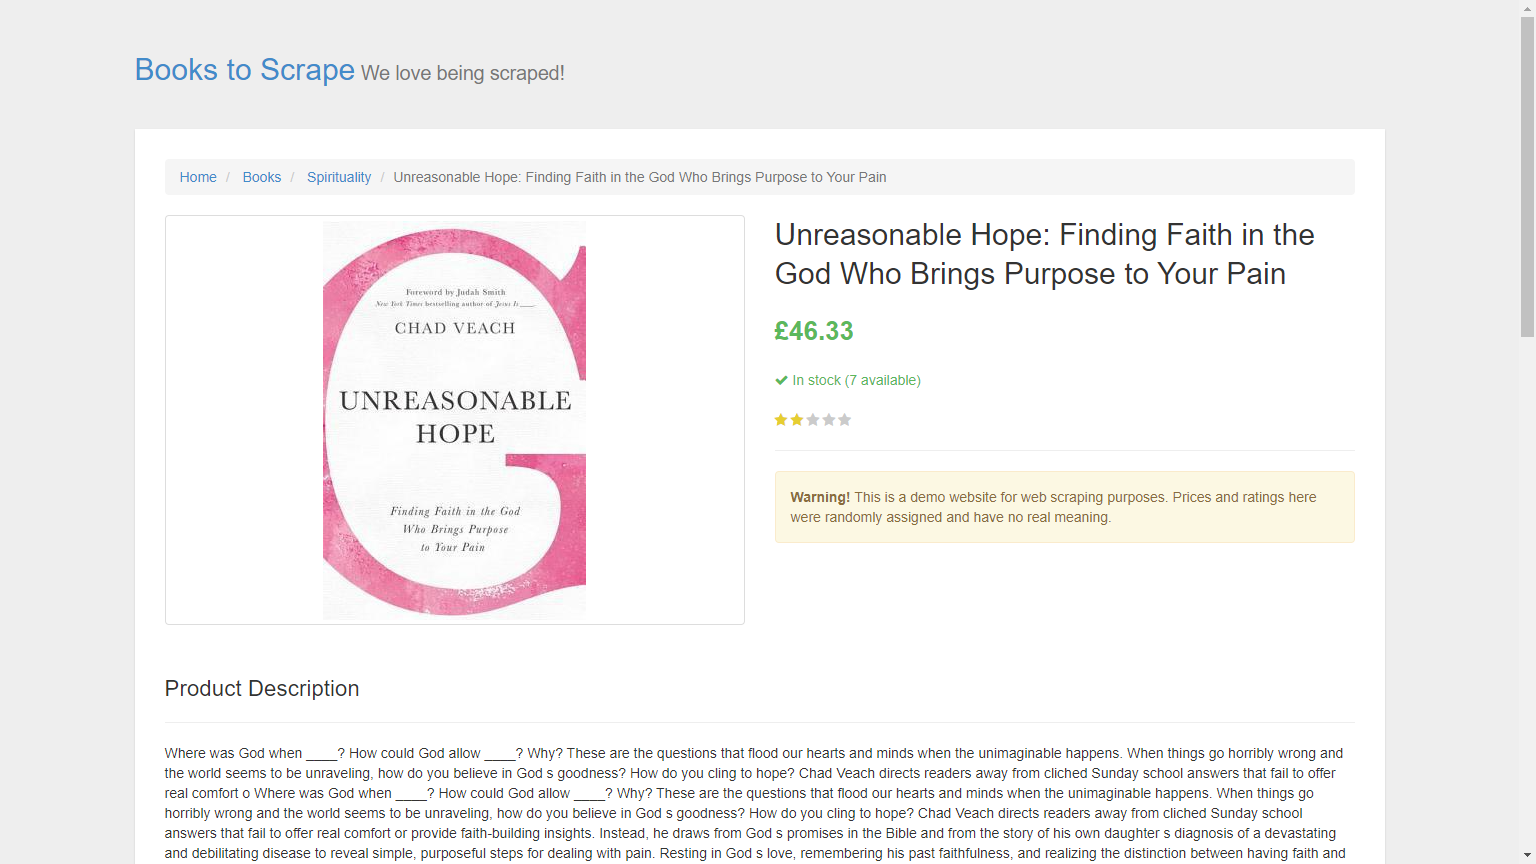 Books to Scrape We love being scraped!
Home / Books / Spirituality / Unreasonable Hope: Finding Faith in the God Who Brings Purpose to Your Pain
Foreword by Judah Smith
New York Times bestselling author of Jesus Is ____.
CHAD VEACH
UNREASONABLE
HOPE
Finding Faith in the God
Who Brings Purpose
to Your Pain
Unreasonable Hope: Finding Faith in the
God Who Brings Purpose to Your Pain
£46.33
In stock (7 available)
Warning! This is a demo website for web scraping purposes. Prices and ratings here
were randomly assigned and have no real meaning.
Product Description
Where was God when ____? How could God allow ____? Why? These are the questions that flood our hearts and minds when the unimaginable happens. When things go horribly wrong and
the world seems to be unraveling, how do you believe in God s goodness? How do you cling to hope? Chad Veach directs readers away from cliched Sunday school answers that fail to offer
real comfort o Where was God when ____? How could God allow ____? Why? These are the questions that flood our hearts and minds when the unimaginable happens. When things go
horribly wrong and the world seems to be unraveling, how do you believe in God s goodness? How do you cling to hope? Chad Veach directs readers away from cliched Sunday school
answers that fail to offer real comfort or provide faith-building insights. Instead, he draws from God s promises in the Bible and from the story of his own daughter s diagnosis of a devastating
and debilitating disease to reveal simple, purposeful steps for dealing with pain. Resting in God s love, remembering his past faithfulness, and realizing the distinction between having faith and